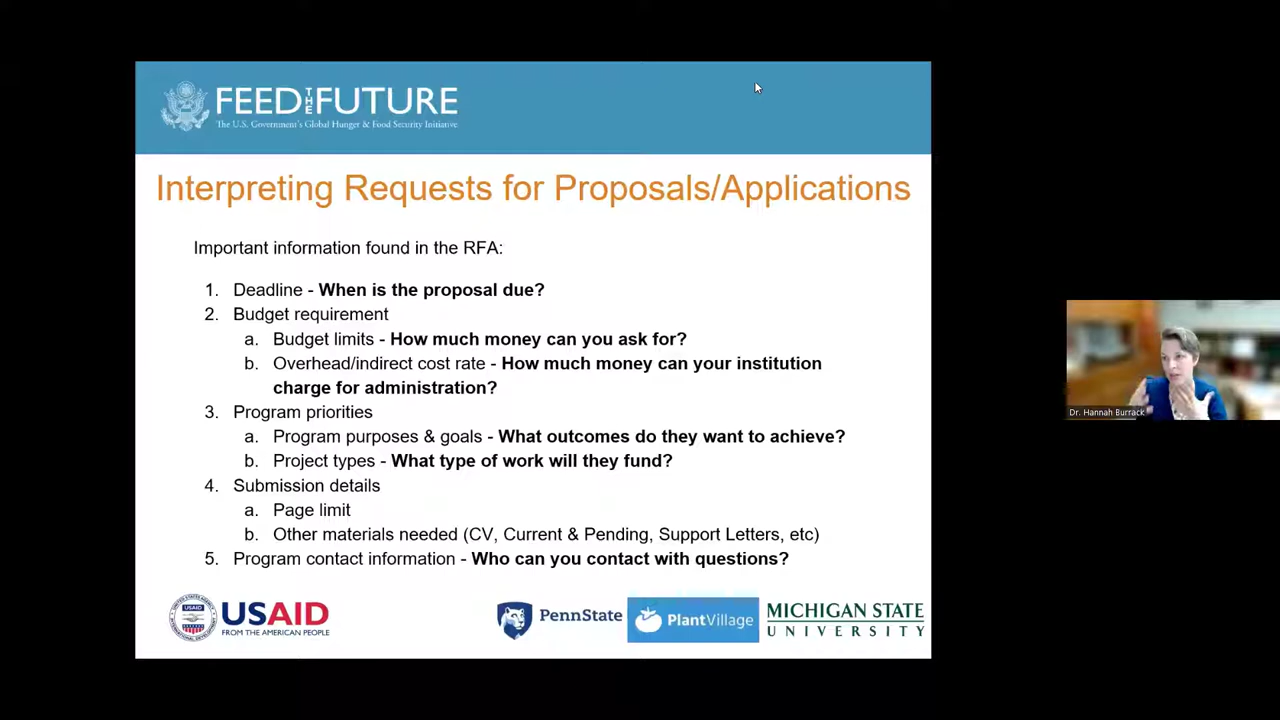 FEED THE FUTURE
The U.S. Government's Global Hunger & Food Security Initiative
Interpreting Requests for Proposals/Applications
Important information found in the RFA:
1. Deadline - When is the proposal due?
2. Budget requirement
a. Budget limits - How much money can you ask for?
b. Overhead/indirect cost rate - How much money can your institution
charge for administration?
3. Program priorities
a. Program purposes & goals - What outcomes do they want to achieve?
b. Project types - What type of work will they fund?
4. Submission details
a. Page limit
b. Other materials needed (CV, Current & Pending, Support Letters, etc)
5. Program contact information - Who can you contact with questions?
Dr. Hannah Burrack
USAID
FROM THE AMERICAN PEOPLE
PennState
PlantVillage
MICHIGAN STATE
UNIVERSITY